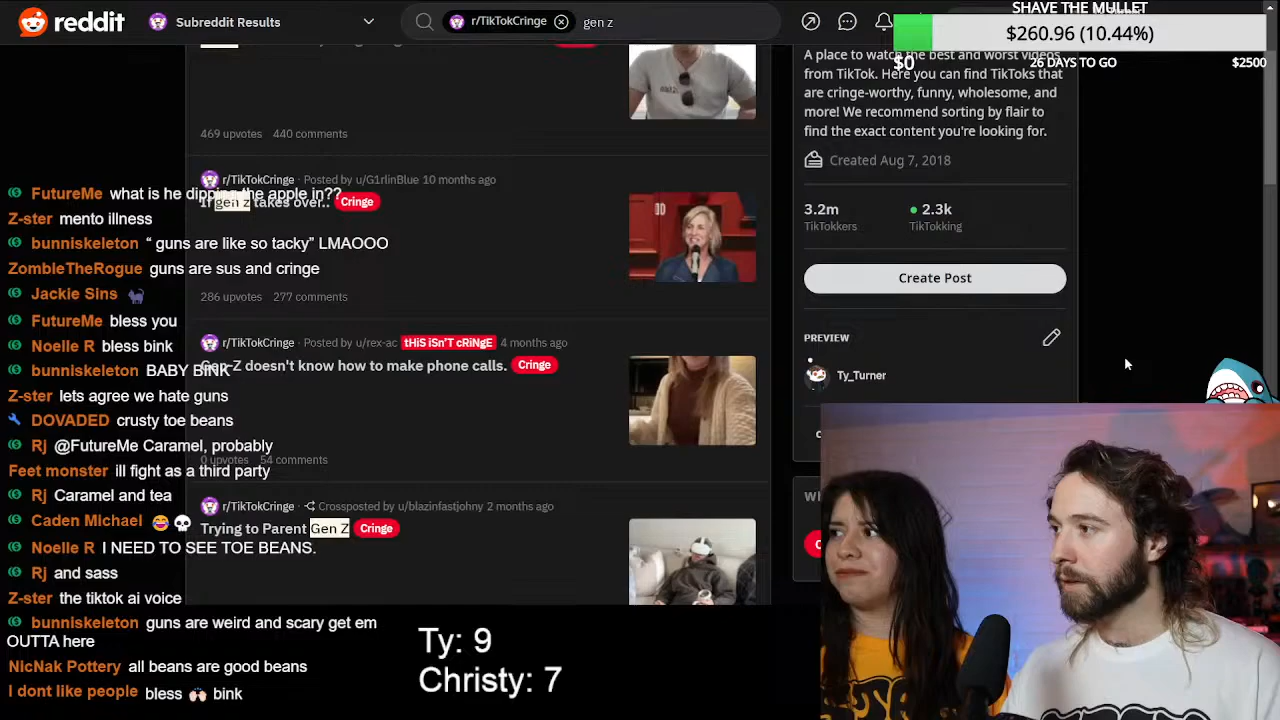 reddit
Subreddit Results
r/TikTokCringe
gen z
SHAVE THE MULLET
$260.96 (10.44%)
$0
26 DAYS TO GO
$2500
469 upvotes 440 comments
r/TikTokCringe · Posted by u/G1rlinBlue 10 months ago
If gen z takes over.. Cringe
286 upvotes 277 comments
r/TikTokCringe · Posted by u/rex-ac tHiS iSn'T cRiNgE 4 months ago
Gen Z doesn't know how to make phone calls. Cringe
0 upvotes 54 comments
r/TikTokCringe · Crossposted by u/blazinfastjohny 2 months ago
Trying to Parent Gen Z Cringe
A place to watch the best and worst videos
from TikTok. Here you can find TikToks that
are cringe-worthy, funny, wholesome, and
more! We recommend sorting by flair to
find the exact content you're looking for.
Created Aug 7, 2018
3.2m
TikTokkers
2.3k
TikTokking
Create Post
PREVIEW
Ty_Turner
FutureMe what is he dipping the apple in??
Z-ster mento illness
bunniskeleton “ guns are like so tacky” LMAOOO
ZombieTheRogue guns are sus and cringe
Jackie Sins 🐈‍⬛
FutureMe bless you
Noelle R bless bink
bunniskeleton BABY BINK
Z-ster lets agree we hate guns
DOVADED crusty toe beans
Rj @FutureMe Caramel, probably
Feet monster ill fight as a third party
Rj Caramel and tea
Caden Michael 😂💀
Noelle R I NEED TO SEE TOE BEANS.
Rj and sass
Z-ster the tiktok ai voice
bunniskeleton guns are weird and scary get em
OUTTA here
NicNak Pottery all beans are good beans
I dont like people bless 🙌🏻 bink
Ty: 9
Christy: 7